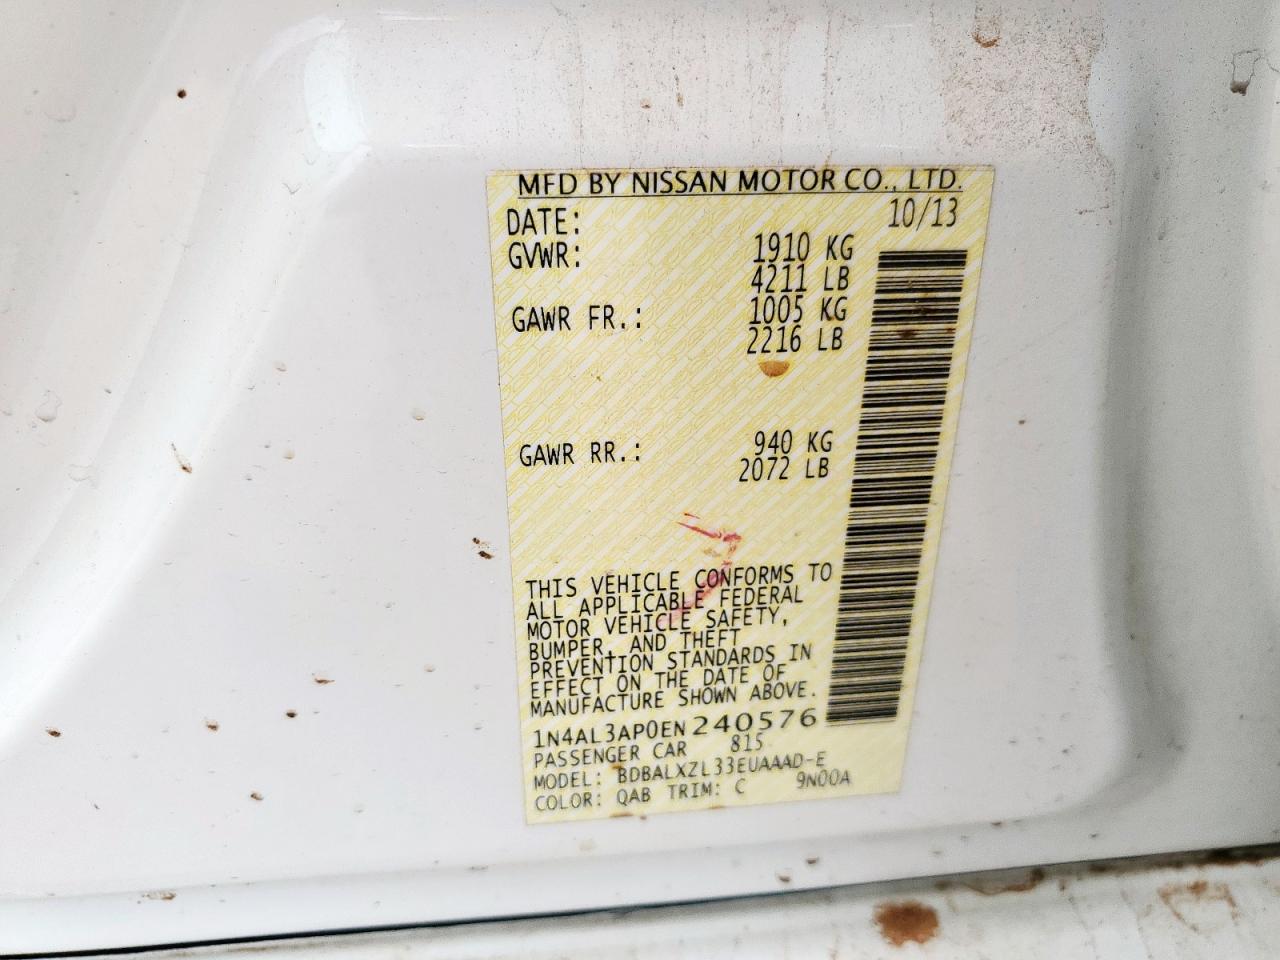 MFD BY NISSAN MOTOR CO., LTD.
DATE: 10/13
GVWR: 1910 KG
4211 LB
GAWR FR.: 1005 KG
2216 LB
GAWR RR.: 940 KG
2072 LB
THIS VEHICLE CONFORMS TO
ALL APPLICABLE FEDERAL
MOTOR VEHICLE SAFETY,
BUMPER, AND THEFT
PREVENTION STANDARDS IN
EFFECT ON THE DATE OF
MANUFACTURE SHOWN ABOVE.
1N4AL3AP0EN240576
PASSENGER CAR 815
MODEL: BDBALXZL33EUAAAD-E
COLOR: QAB TRIM: C 9N00A